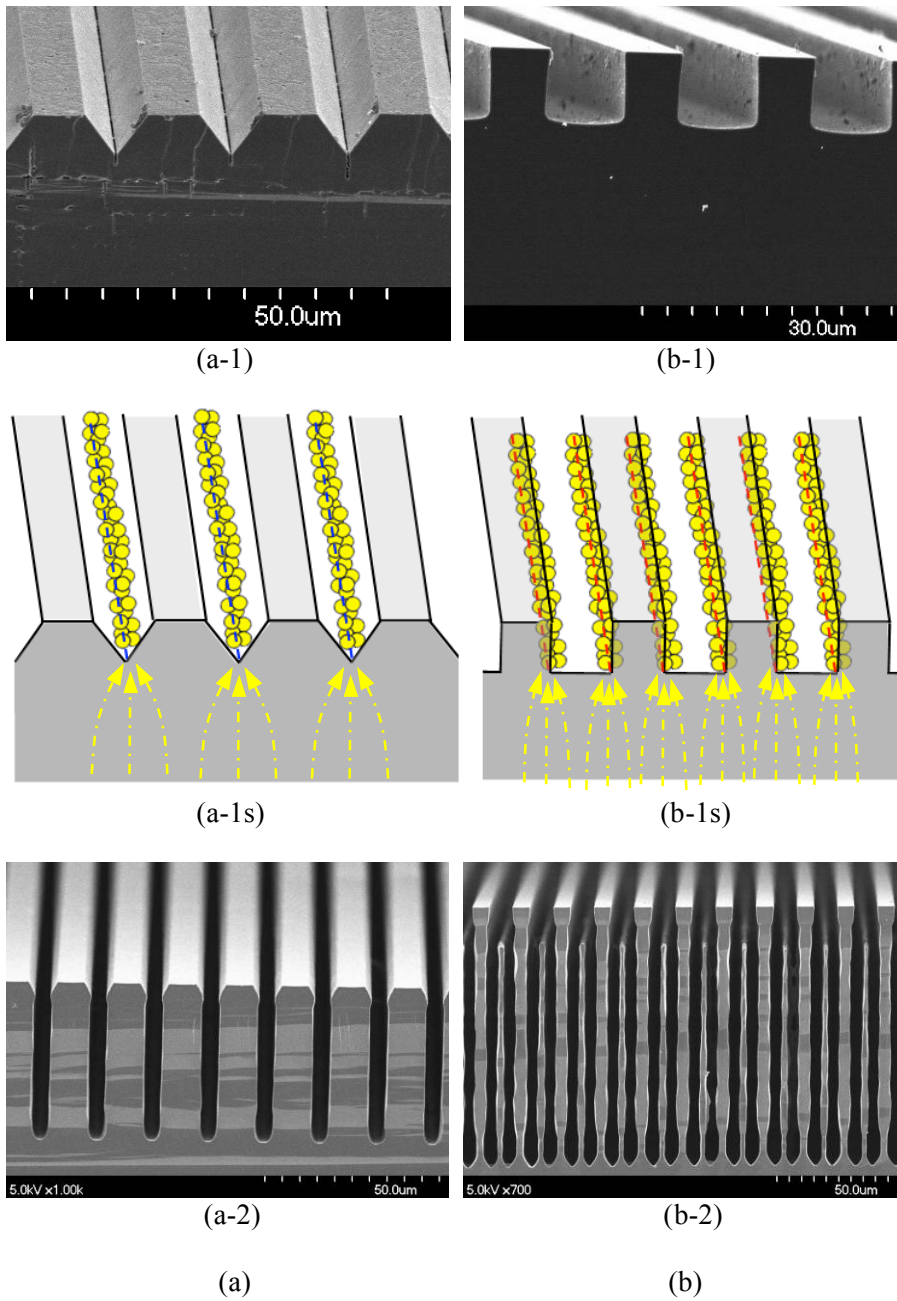 50.0um
30.0um
(a-1)
(b-1)
(a-1s)
(b-1s)
5.0kV x1.00k
50.0um
5.0kV x700
50.0um
(a-2)
(b-2)
(a)
(b)